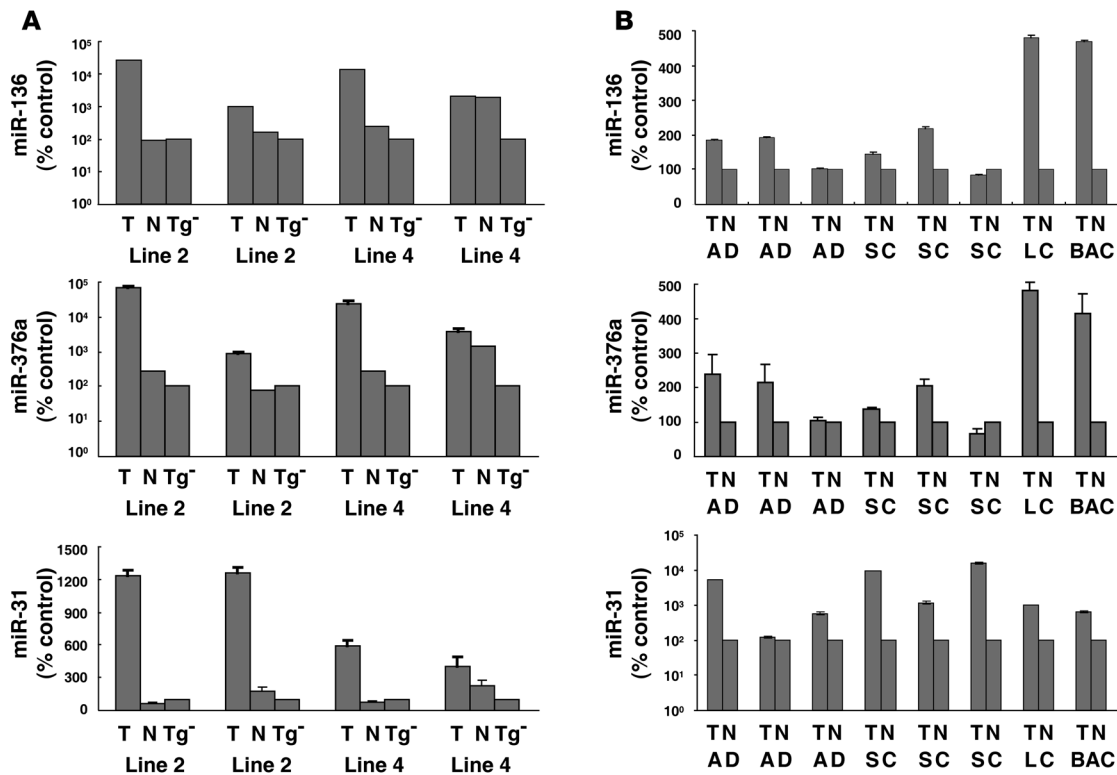 A
miR-136
(% control)
10⁵
10⁴
10³
10²
10¹
10⁰
T N Tg⁻ T N Tg⁻ T N Tg⁻ T N Tg⁻
Line 2 Line 2 Line 4 Line 4
miR-376a
(% control)
10⁵
10⁴
10³
10²
10¹
10⁰
T N Tg⁻ T N Tg⁻ T N Tg⁻ T N Tg⁻
Line 2 Line 2 Line 4 Line 4
miR-31
(% control)
1500
1200
900
600
300
0
T N Tg⁻ T N Tg⁻ T N Tg⁻ T N Tg⁻
Line 2 Line 2 Line 4 Line 4
B
miR-136
(% control)
500
400
200
100
0
TN TN TN TN TN TN TN TN
AD AD AD SC SC SC LC BAC
miR-376a
(% control)
500
400
300
200
100
0
TN TN TN TN TN TN TN TN
AD AD AD SC SC SC LC BAC
miR-31
(% control)
10⁵
10⁴
10³
10²
10¹
10⁰
TN TN TN TN TN TN TN TN
AD AD AD SC SC SC LC BAC